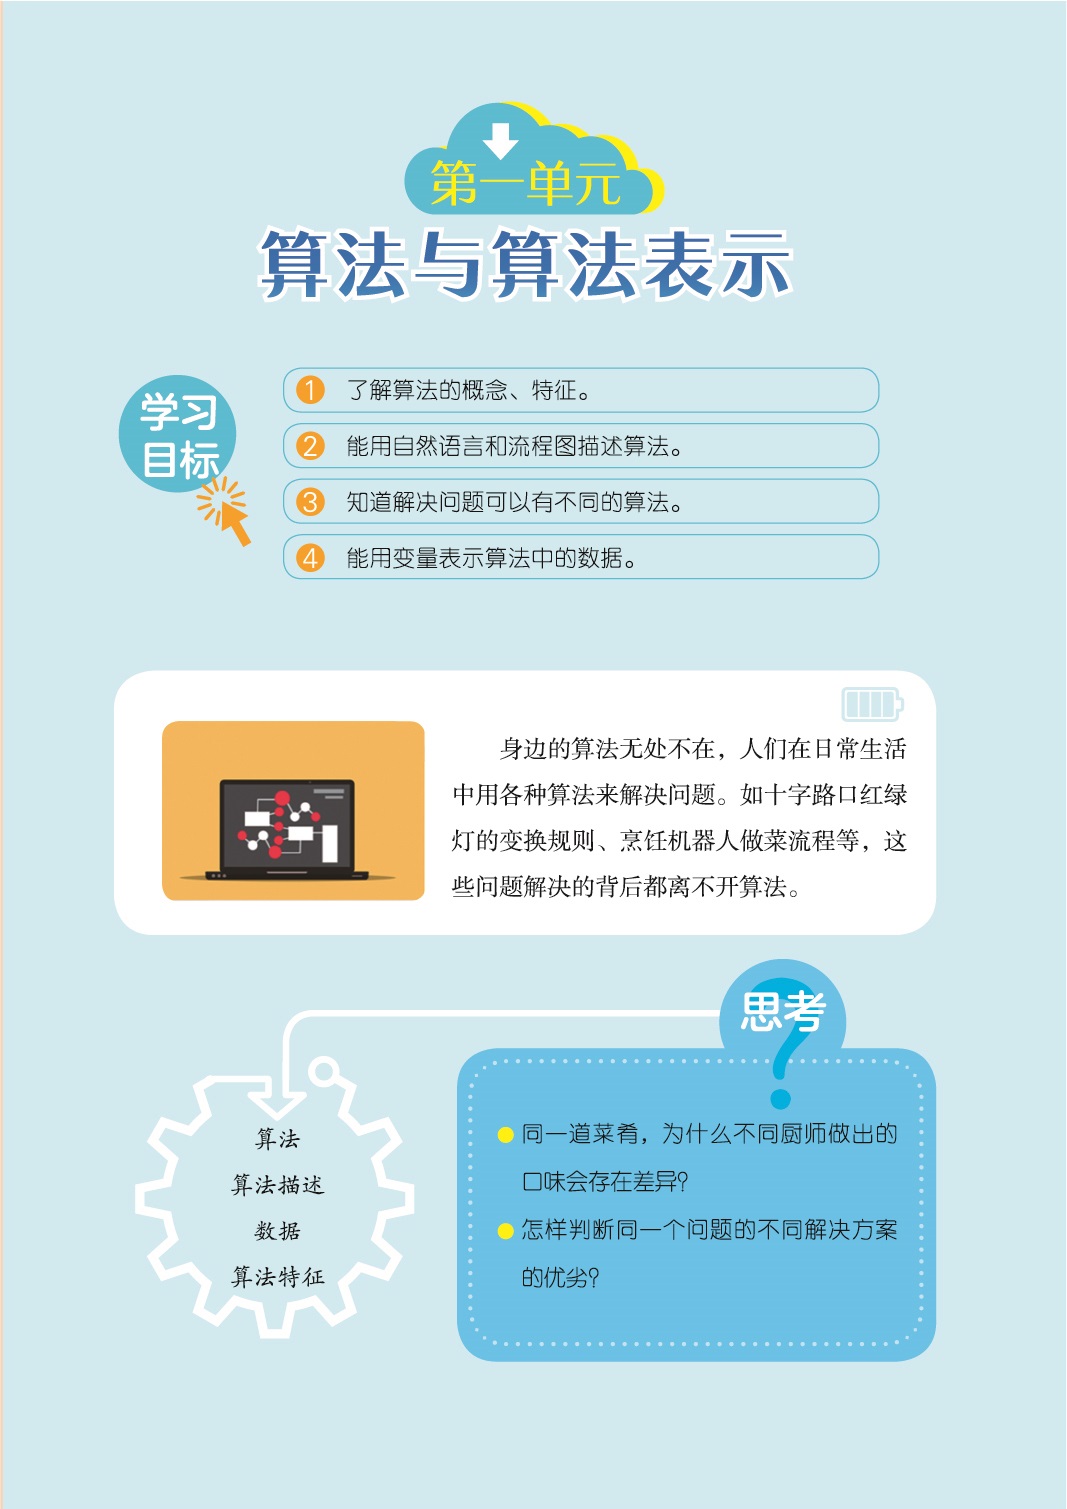 第一单元
算法与算法表示
学习
目标
1 了解算法的概念、特征。
2 能用自然语言和流程图描述算法。
3 知道解决问题可以有不同的算法。
4 能用变量表示算法中的数据。
身边的算法无处不在，人们在日常生活
中用各种算法来解决问题。如十字路口红绿
灯的变换规则、烹饪机器人做菜流程等，这
些问题解决的背后都离不开算法。
思考
?
算法
算法描述
数据
算法特征
同一道菜肴，为什么不同厨师做出的
口味会存在差异？
怎样判断同一个问题的不同解决方案
的优劣？